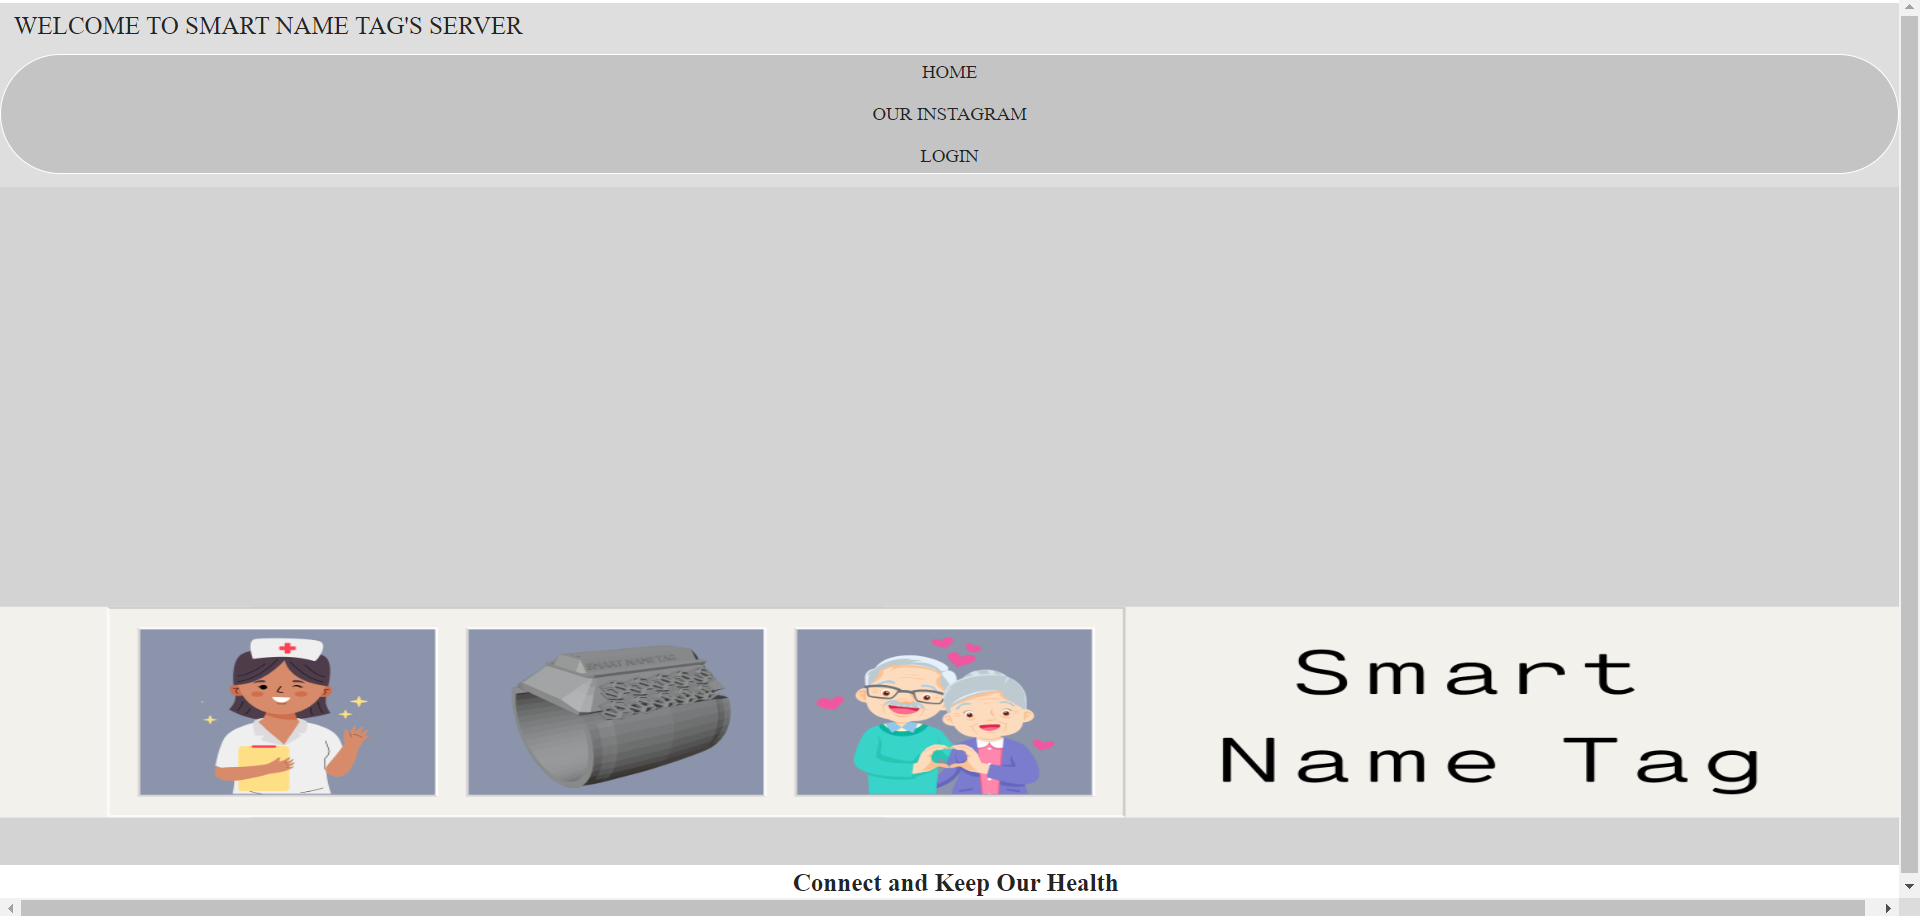 WELCOME TO SMART NAME TAG'S SERVER
HOME
OUR INSTAGRAM
LOGIN
SMART NAME TAG
Smart
Name Tag
Connect and Keep Our Health